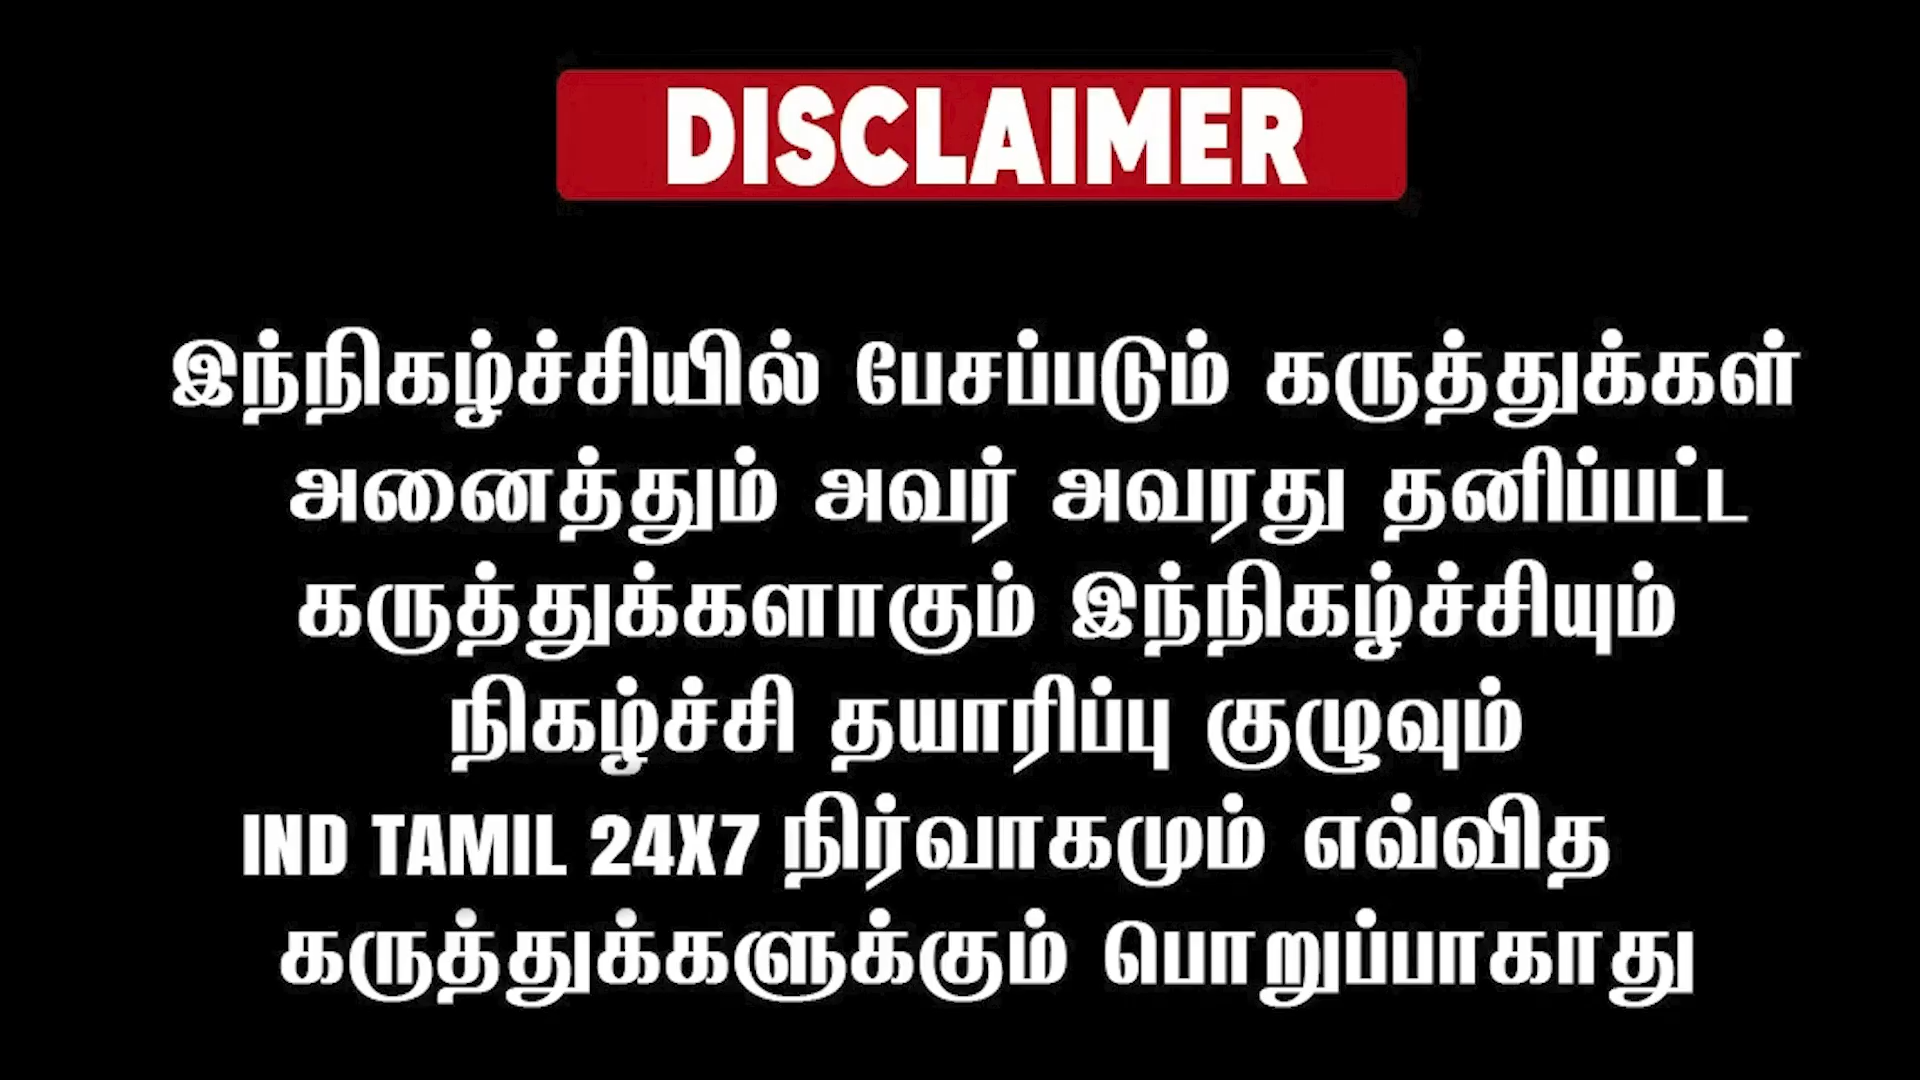 DISCLAIMER
இந்நிகழ்ச்சியில் பேசப்படும் கருத்துக்கள்
அனைத்தும் அவர் அவரது தனிப்பட்ட
கருத்துக்களாகும் இந்நிகழ்ச்சியும்
நிகழ்ச்சி தயாரிப்பு குழுவும்
IND TAMIL 24X7 நிர்வாகமும் எவ்வித
கருத்துக்களுக்கும் பொறுப்பாகாது